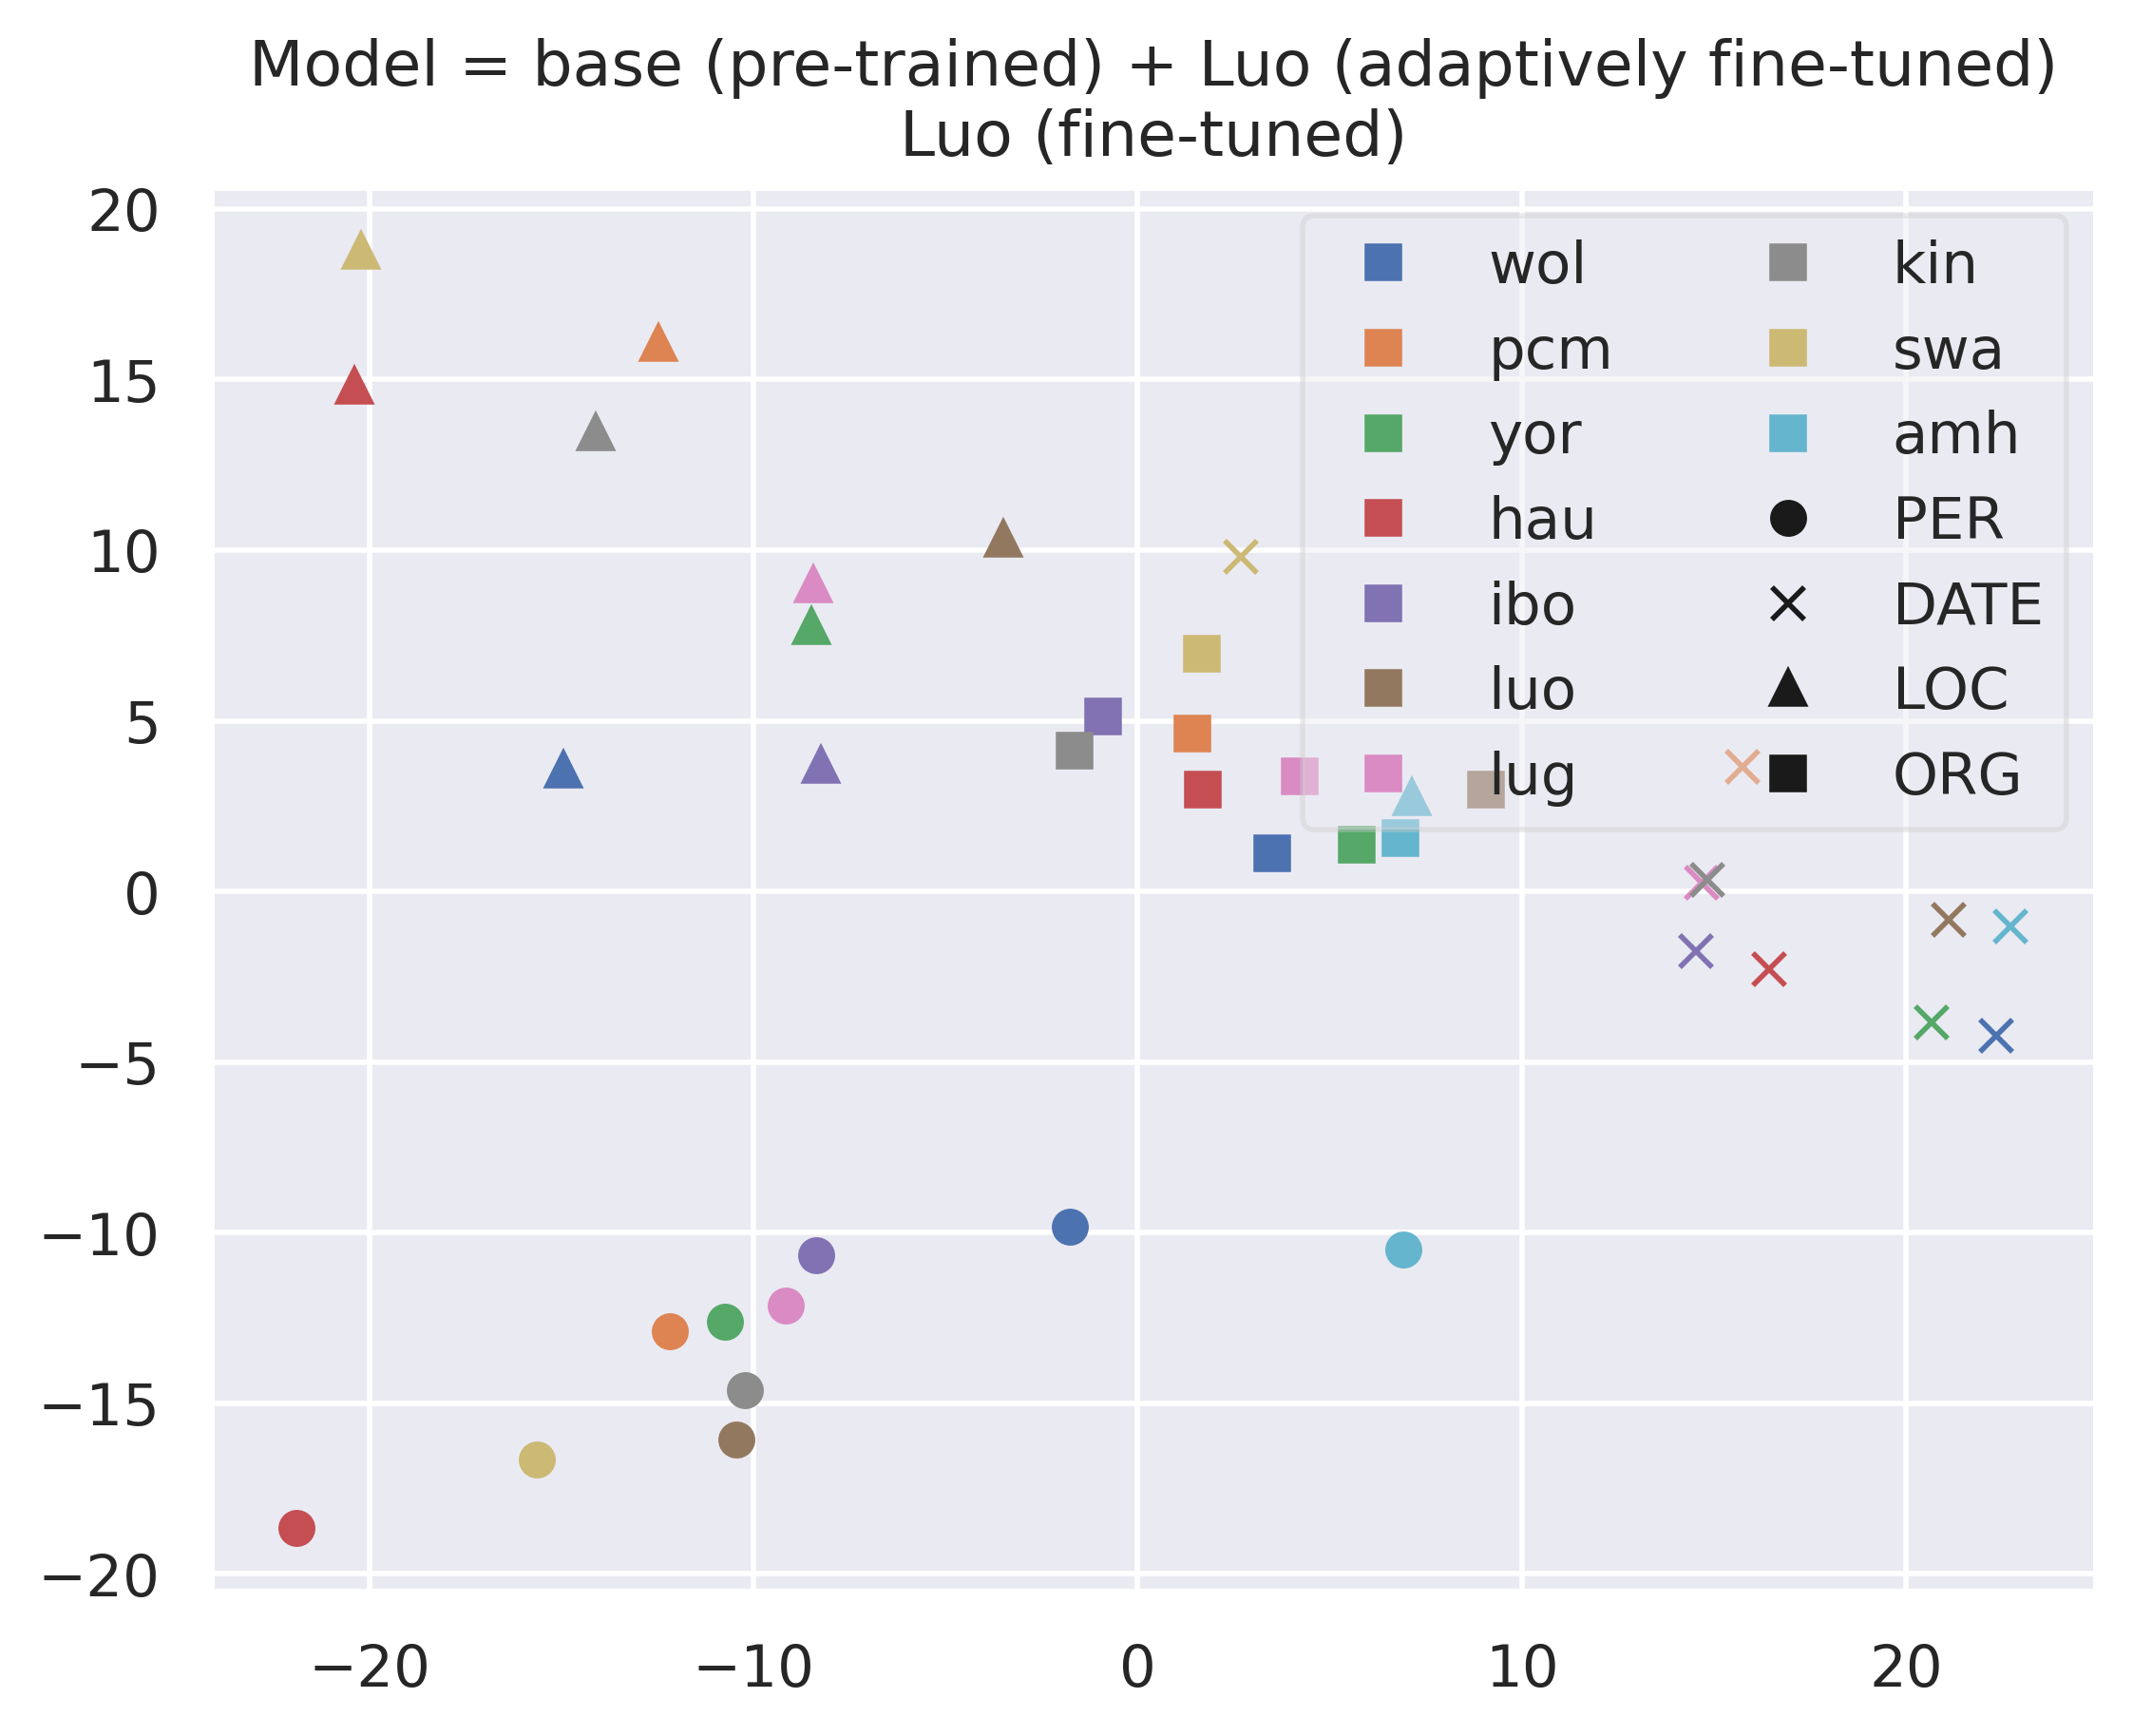 Model = base (pre-trained) + Luo (adaptively fine-tuned)
Luo (fine-tuned)
20
15
10
5
0
−5
−10
−15
−20
−20
−10
0
10
20
wol
pcm
yor
hau
ibo
luo
lug
kin
swa
amh
PER
DATE
LOC
ORG